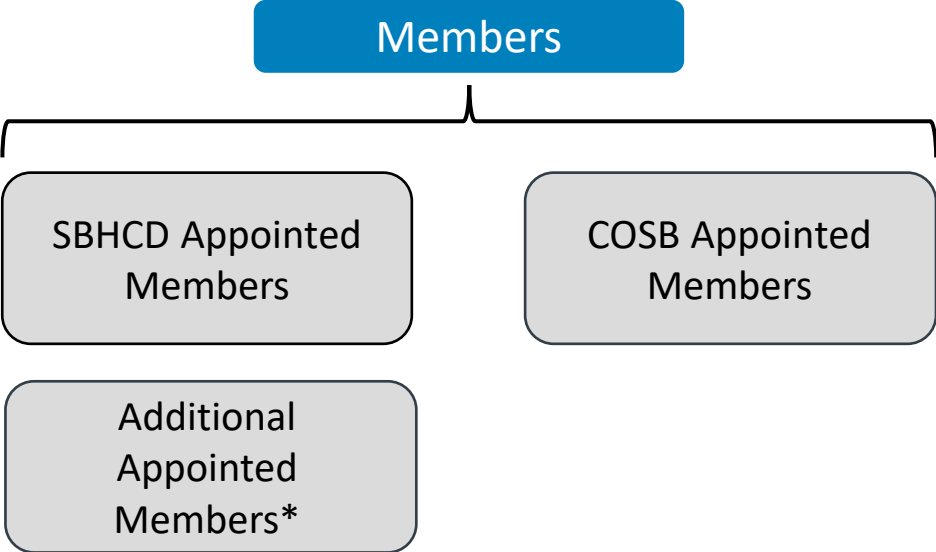 Members
SBHCD Appointed
Members
COSB Appointed
Members
Additional
Appointed
Members*